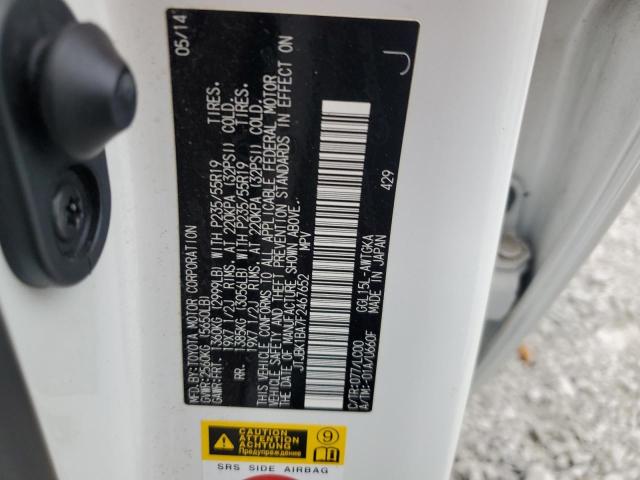 MFD.BY:TOYOTA MOTOR CORPORATION 05/14
GVWR:2563KG (5650LB)
GAWR:FRT. 1360KG (2999LB) WITH P235/55R19 TIRES.
19X7 1/2J RIMS. AT 220KPA (32PSI) COLD.
RR. 1385KG (3056LB) WITH P235/55R19 TIRES.
19X7 1/2J RIMS. AT 220KPA (32PSI) COLD.
THIS VEHICLE CONFORMS TO ALL APPLICABLE FEDERAL MOTOR
VEHICLE SAFETY AND THEFT PREVENTION STANDARDS IN EFFECT ON
THE DATE OF MANUFACTURE SHOWN ABOVE.
JTJBK1BA7F2467652 MPV
J
C/TR:077/LC00 GGL15L-AWTGKA 429
A/TM:-01A/U660F MADE IN JAPAN
CAUTION
ATTENTION
ACHTUNG
Предупреждение
9
SRS SIDE AIRBAG